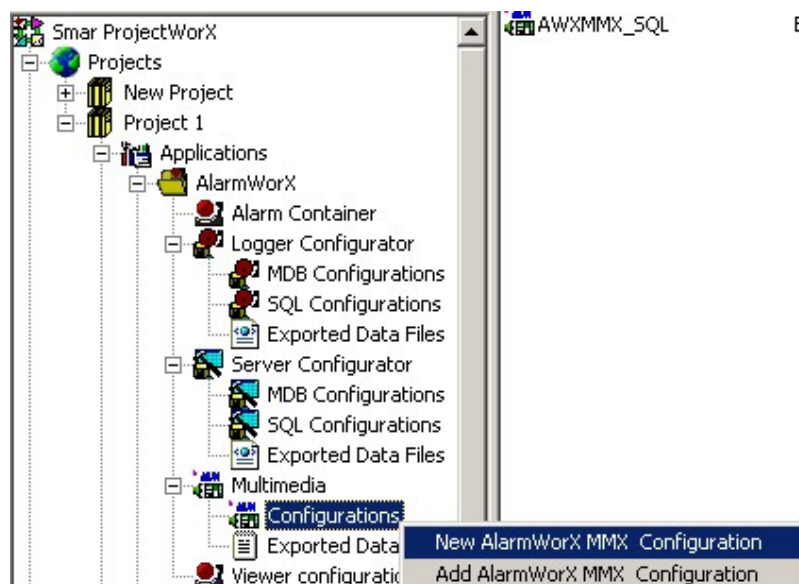 Smar ProjectWorX
Projects
New Project
Project 1
Applications
AlarmWorX
Alarm Container
Logger Configurator
MDB Configurations
SQL Configurations
Exported Data Files
Server Configurator
MDB Configurations
SQL Configurations
Exported Data Files
Multimedia
Configurations
Exported Data
Viewer configuratic
AWXMMX_SQL
New AlarmWorX MMX Configuration
Add AlarmWorX MMX Configuration